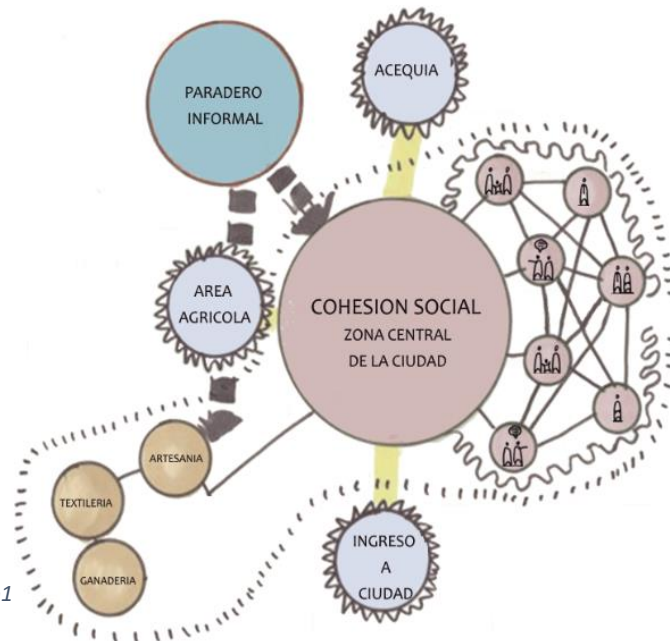 PARADERO
INFORMAL
ACEQUIA
AREA
AGRICOLA
COHESION SOCIAL
ZONA CENTRAL
DE LA CIUDAD
ARTESANIA
TEXTILERIA
GANADERIA
INGRESO
A
CIUDAD
1